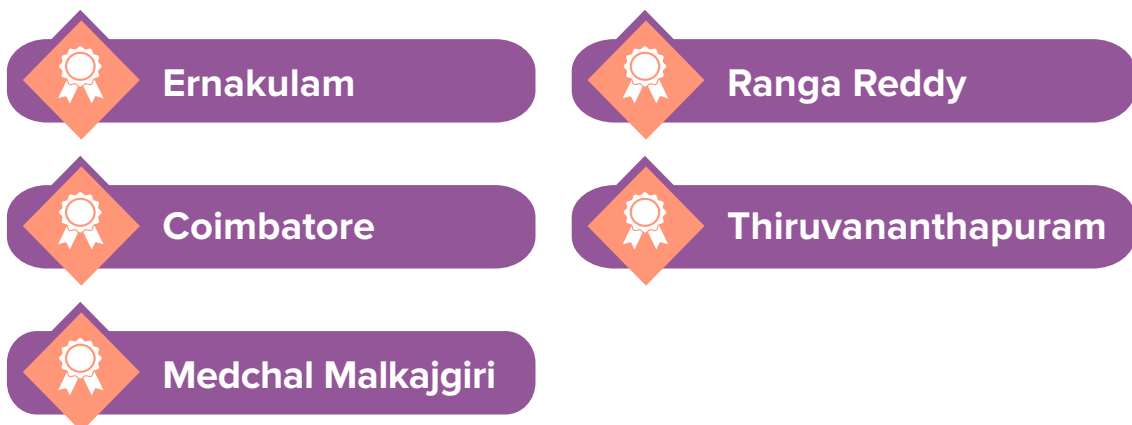 Ernakulam
Ranga Reddy
Coimbatore
Thiruvananthapuram
Medchal Malkajgiri